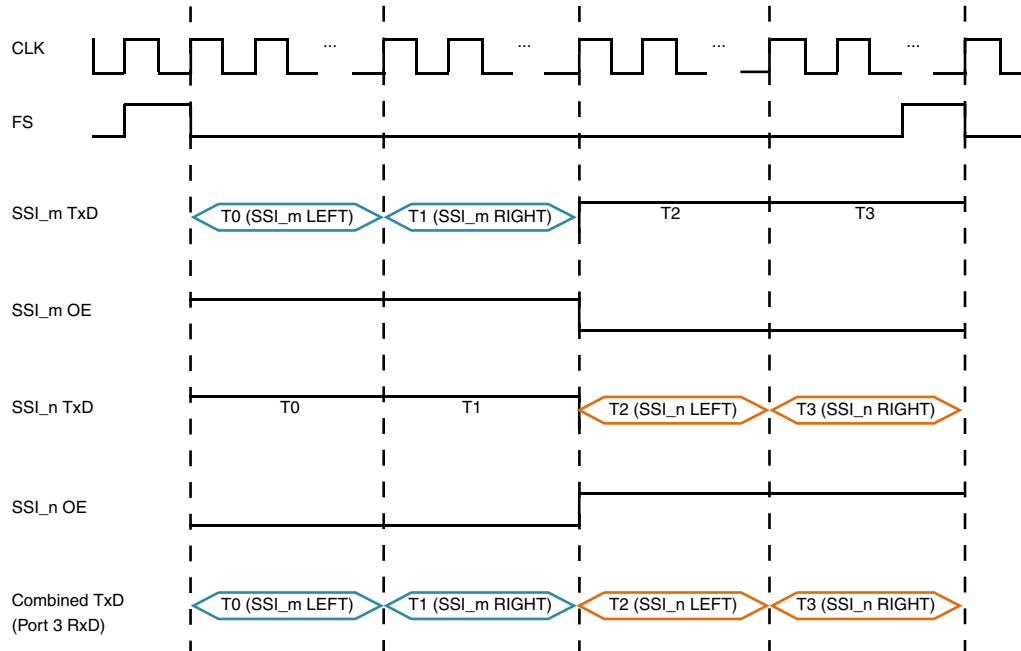 CLK
... ... ... ...
FS
SSI_m TxD
T0 (SSI_m LEFT) T1 (SSI_m RIGHT) T2 T3
SSI_m OE
SSI_n TxD
T0 T1 T2 (SSI_n LEFT) T3 (SSI_n RIGHT)
SSI_n OE
Combined TxD
(Port 3 RxD)
T0 (SSI_m LEFT) T1 (SSI_m RIGHT) T2 (SSI_n LEFT) T3 (SSI_n RIGHT)